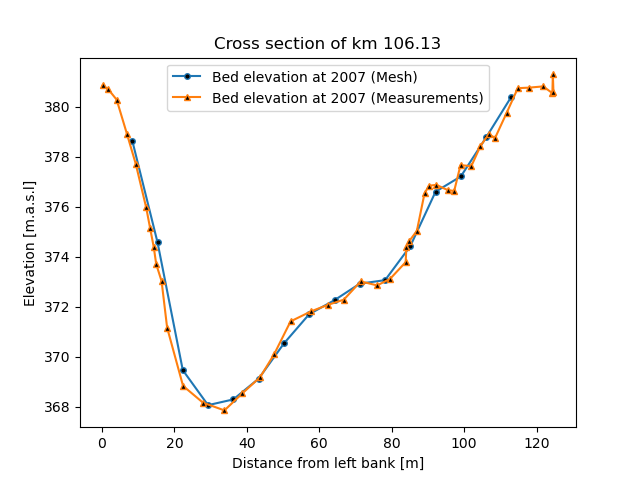 Cross section of km 106.13
Bed elevation at 2007 (Mesh)
Bed elevation at 2007 (Measurements)
Elevation [m.a.s.l]
380
378
376
374
372
370
368
0 20 40 60 80 100 120
Distance from left bank [m]